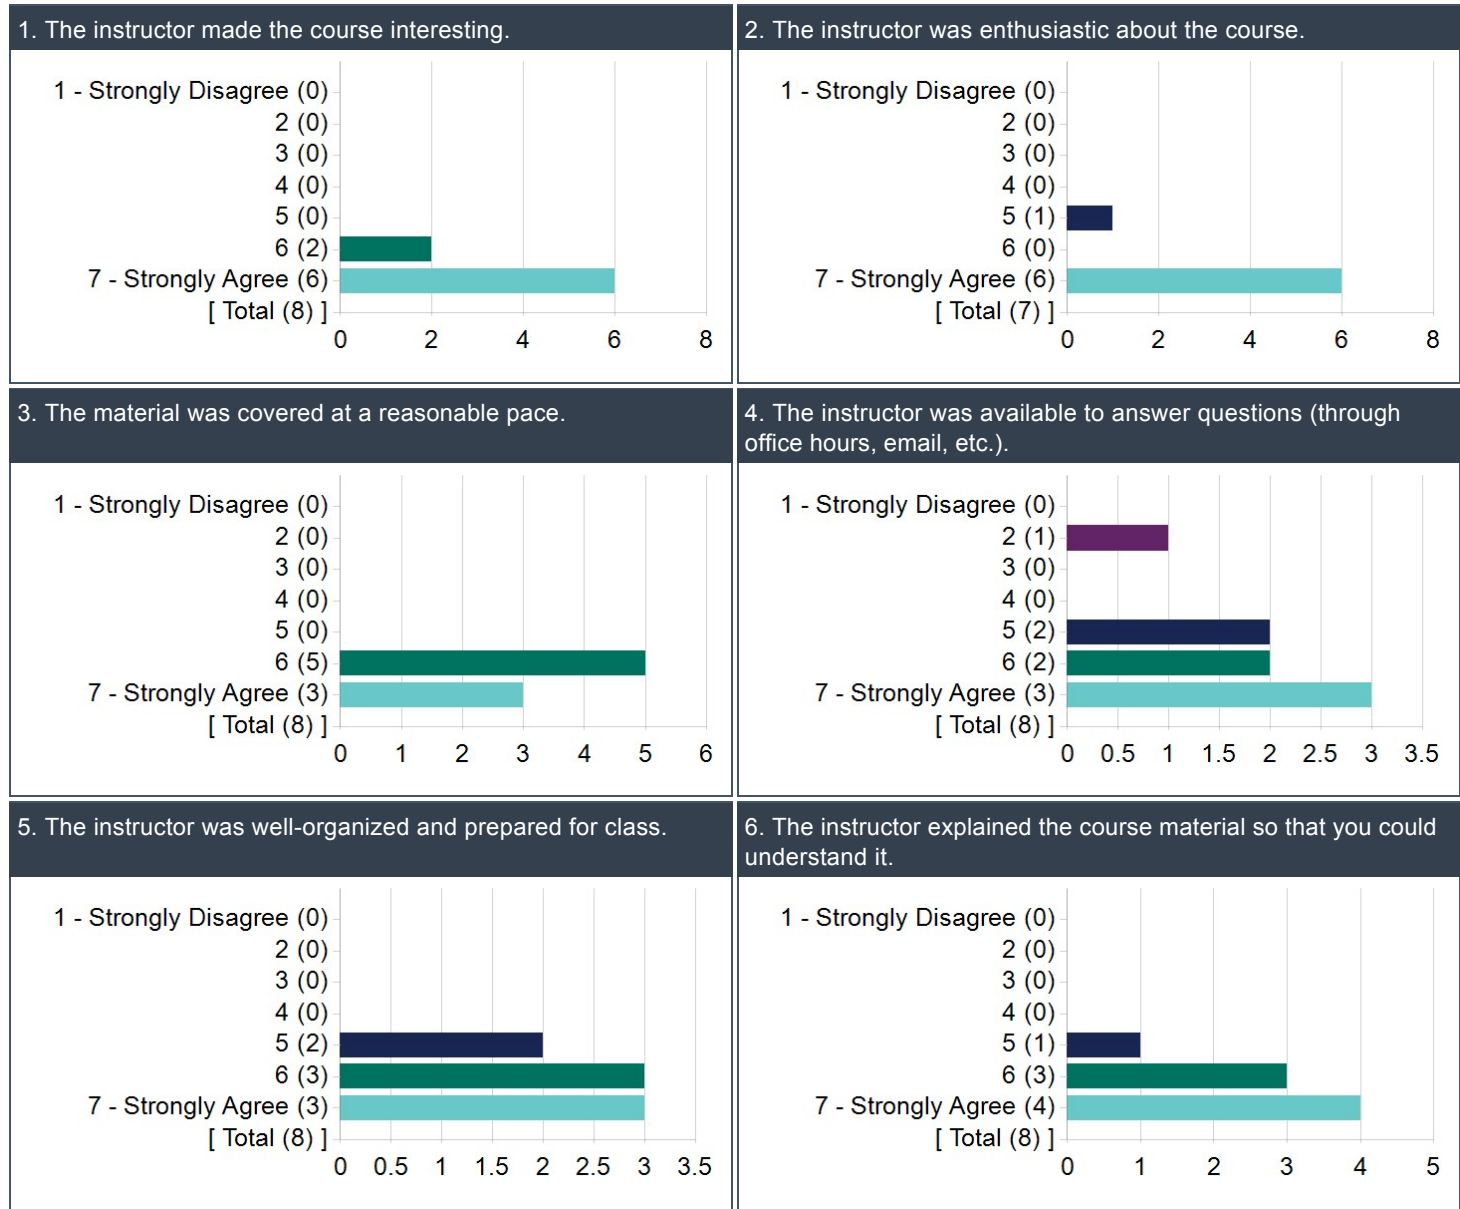 1. The instructor made the course interesting.
1 - Strongly Disagree (0)
2 (0)
3 (0)
4 (0)
5 (0)
6 (2)
7 - Strongly Agree (6)
[ Total (8) ]
0 2 4 6 8
2. The instructor was enthusiastic about the course.
1 - Strongly Disagree (0)
2 (0)
3 (0)
4 (0)
5 (1)
6 (0)
7 - Strongly Agree (6)
[ Total (7) ]
0 2 4 6 8
3. The material was covered at a reasonable pace.
1 - Strongly Disagree (0)
2 (0)
3 (0)
4 (0)
5 (0)
6 (5)
7 - Strongly Agree (3)
[ Total (8) ]
0 1 2 3 4 5 6
4. The instructor was available to answer questions (through
office hours, email, etc.).
1 - Strongly Disagree (0)
2 (1)
3 (0)
4 (0)
5 (2)
6 (2)
7 - Strongly Agree (3)
[ Total (8) ]
0 0.5 1 1.5 2 2.5 3 3.5
5. The instructor was well-organized and prepared for class.
1 - Strongly Disagree (0)
2 (0)
3 (0)
4 (0)
5 (2)
6 (3)
7 - Strongly Agree (3)
[ Total (8) ]
0 0.5 1 1.5 2 2.5 3 3.5
6. The instructor explained the course material so that you could
understand it.
1 - Strongly Disagree (0)
2 (0)
3 (0)
4 (0)
5 (1)
6 (3)
7 - Strongly Agree (4)
[ Total (8) ]
0 1 2 3 4 5